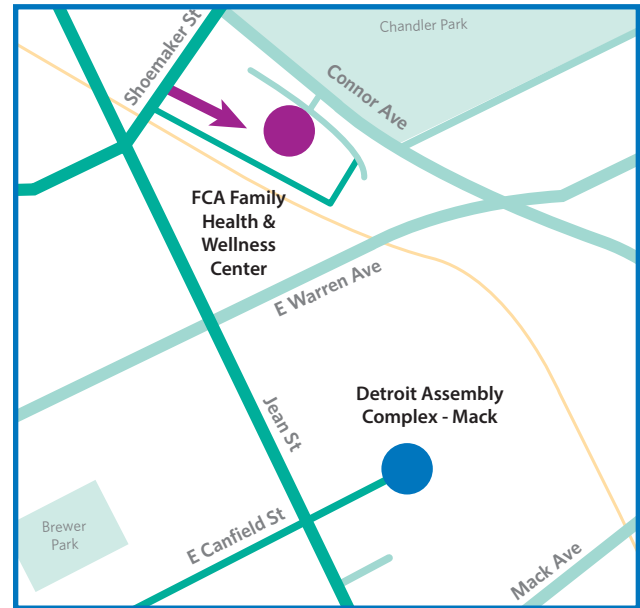 Chandler Park
Shoemaker St
Connor Ave
FCA Family
Health &
Wellness
Center
E Warren Ave
Detroit Assembly
Complex - Mack
Jean St
Brewer
Park
E Canfield St
Mack Ave